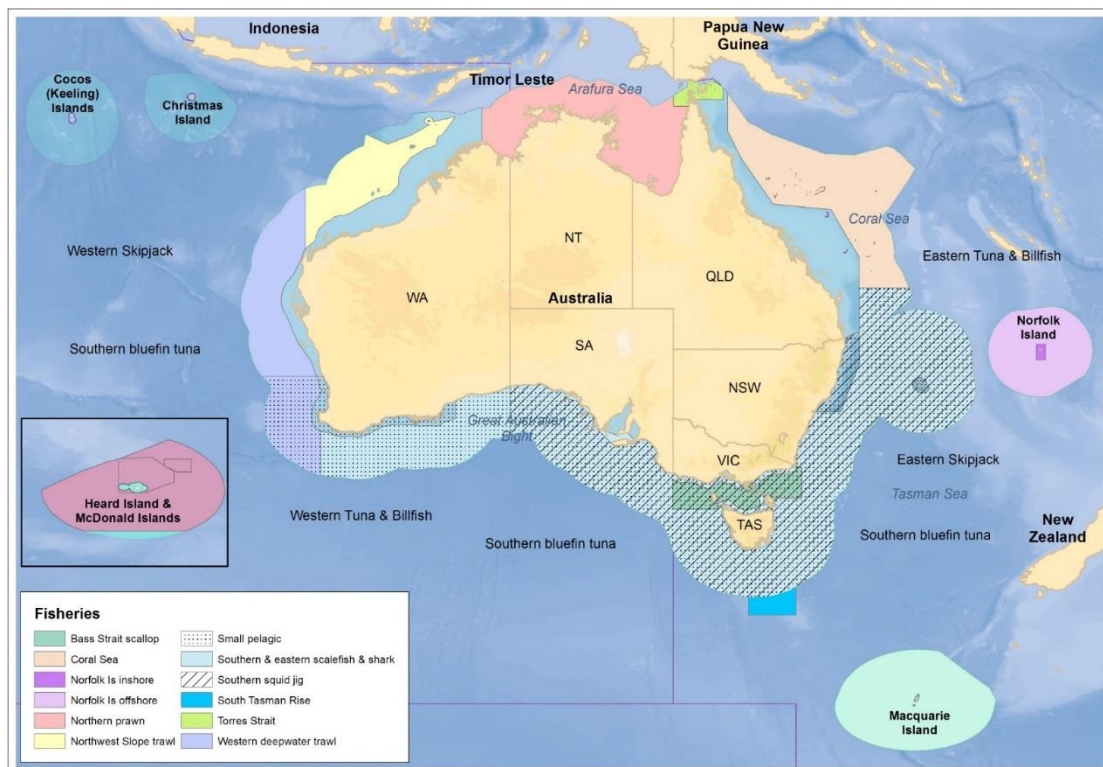 Indonesia
Papua New
Guinea
Cocos
(Keeling)
Islands
Christmas
Island
Timor Leste
Arafura Sea
Coral Sea
Western Skipjack
NT
QLD
Eastern Tuna & Billfish
WA
Australia
Norfolk
Island
Southern bluefin tuna
SA
NSW
Great Australian
Bight
VIC
Eastern Skipjack
Tasman Sea
Heard Island &
McDonald Islands
Western Tuna & Billfish
TAS
New
Zealand
Southern bluefin tuna
Southern bluefin tuna
Macquarie
Island
Fisheries
Bass Strait scallop
Coral Sea
Norfolk Is inshore
Norfolk Is offshore
Northern prawn
Northwest Slope trawl
Small pelagic
Southern & eastern scalefish & shark
Southern squid jig
South Tasman Rise
Torres Strait
Western deepwater trawl